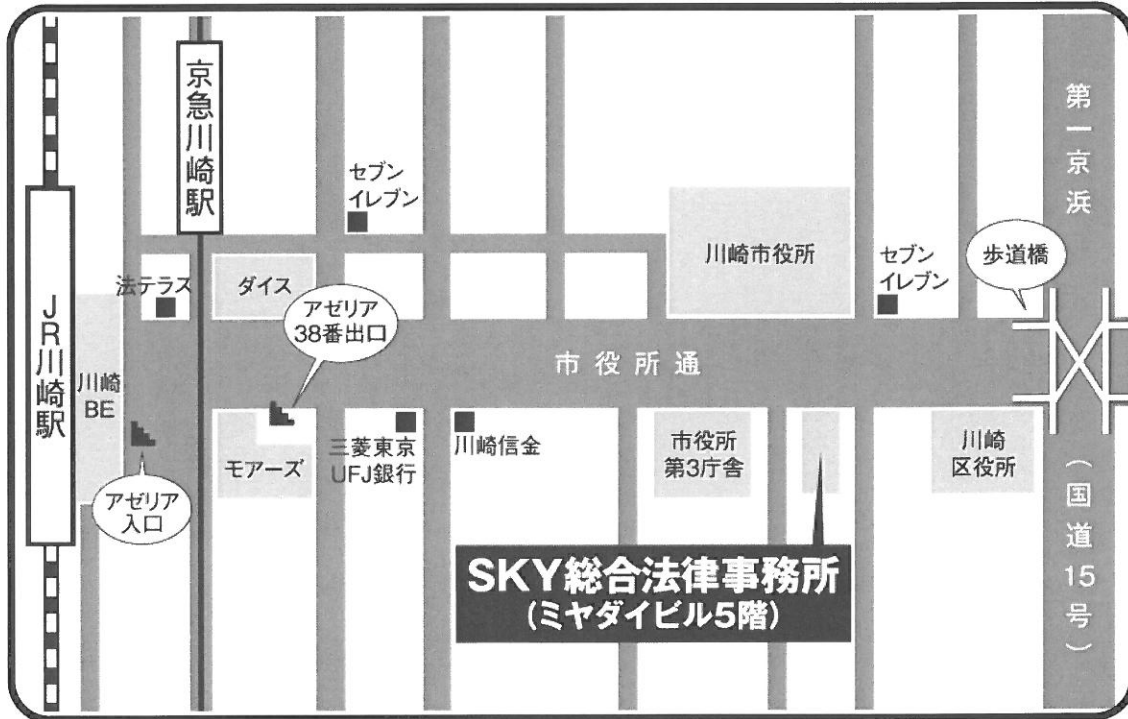 京急川崎駅
第一京浜
セブン
イレブン
JR川崎駅
法テラス
ダイス
川崎市役所
セブン
イレブン
歩道橋
アゼリア
38番出口
市役所通
川崎
BE
モアーズ
三菱東京
UFJ銀行
川崎信金
市役所
第3庁舎
川崎
区役所
アゼリア
入口
(国道15号)
SKY総合法律事務所
(ミヤダイビル5階)